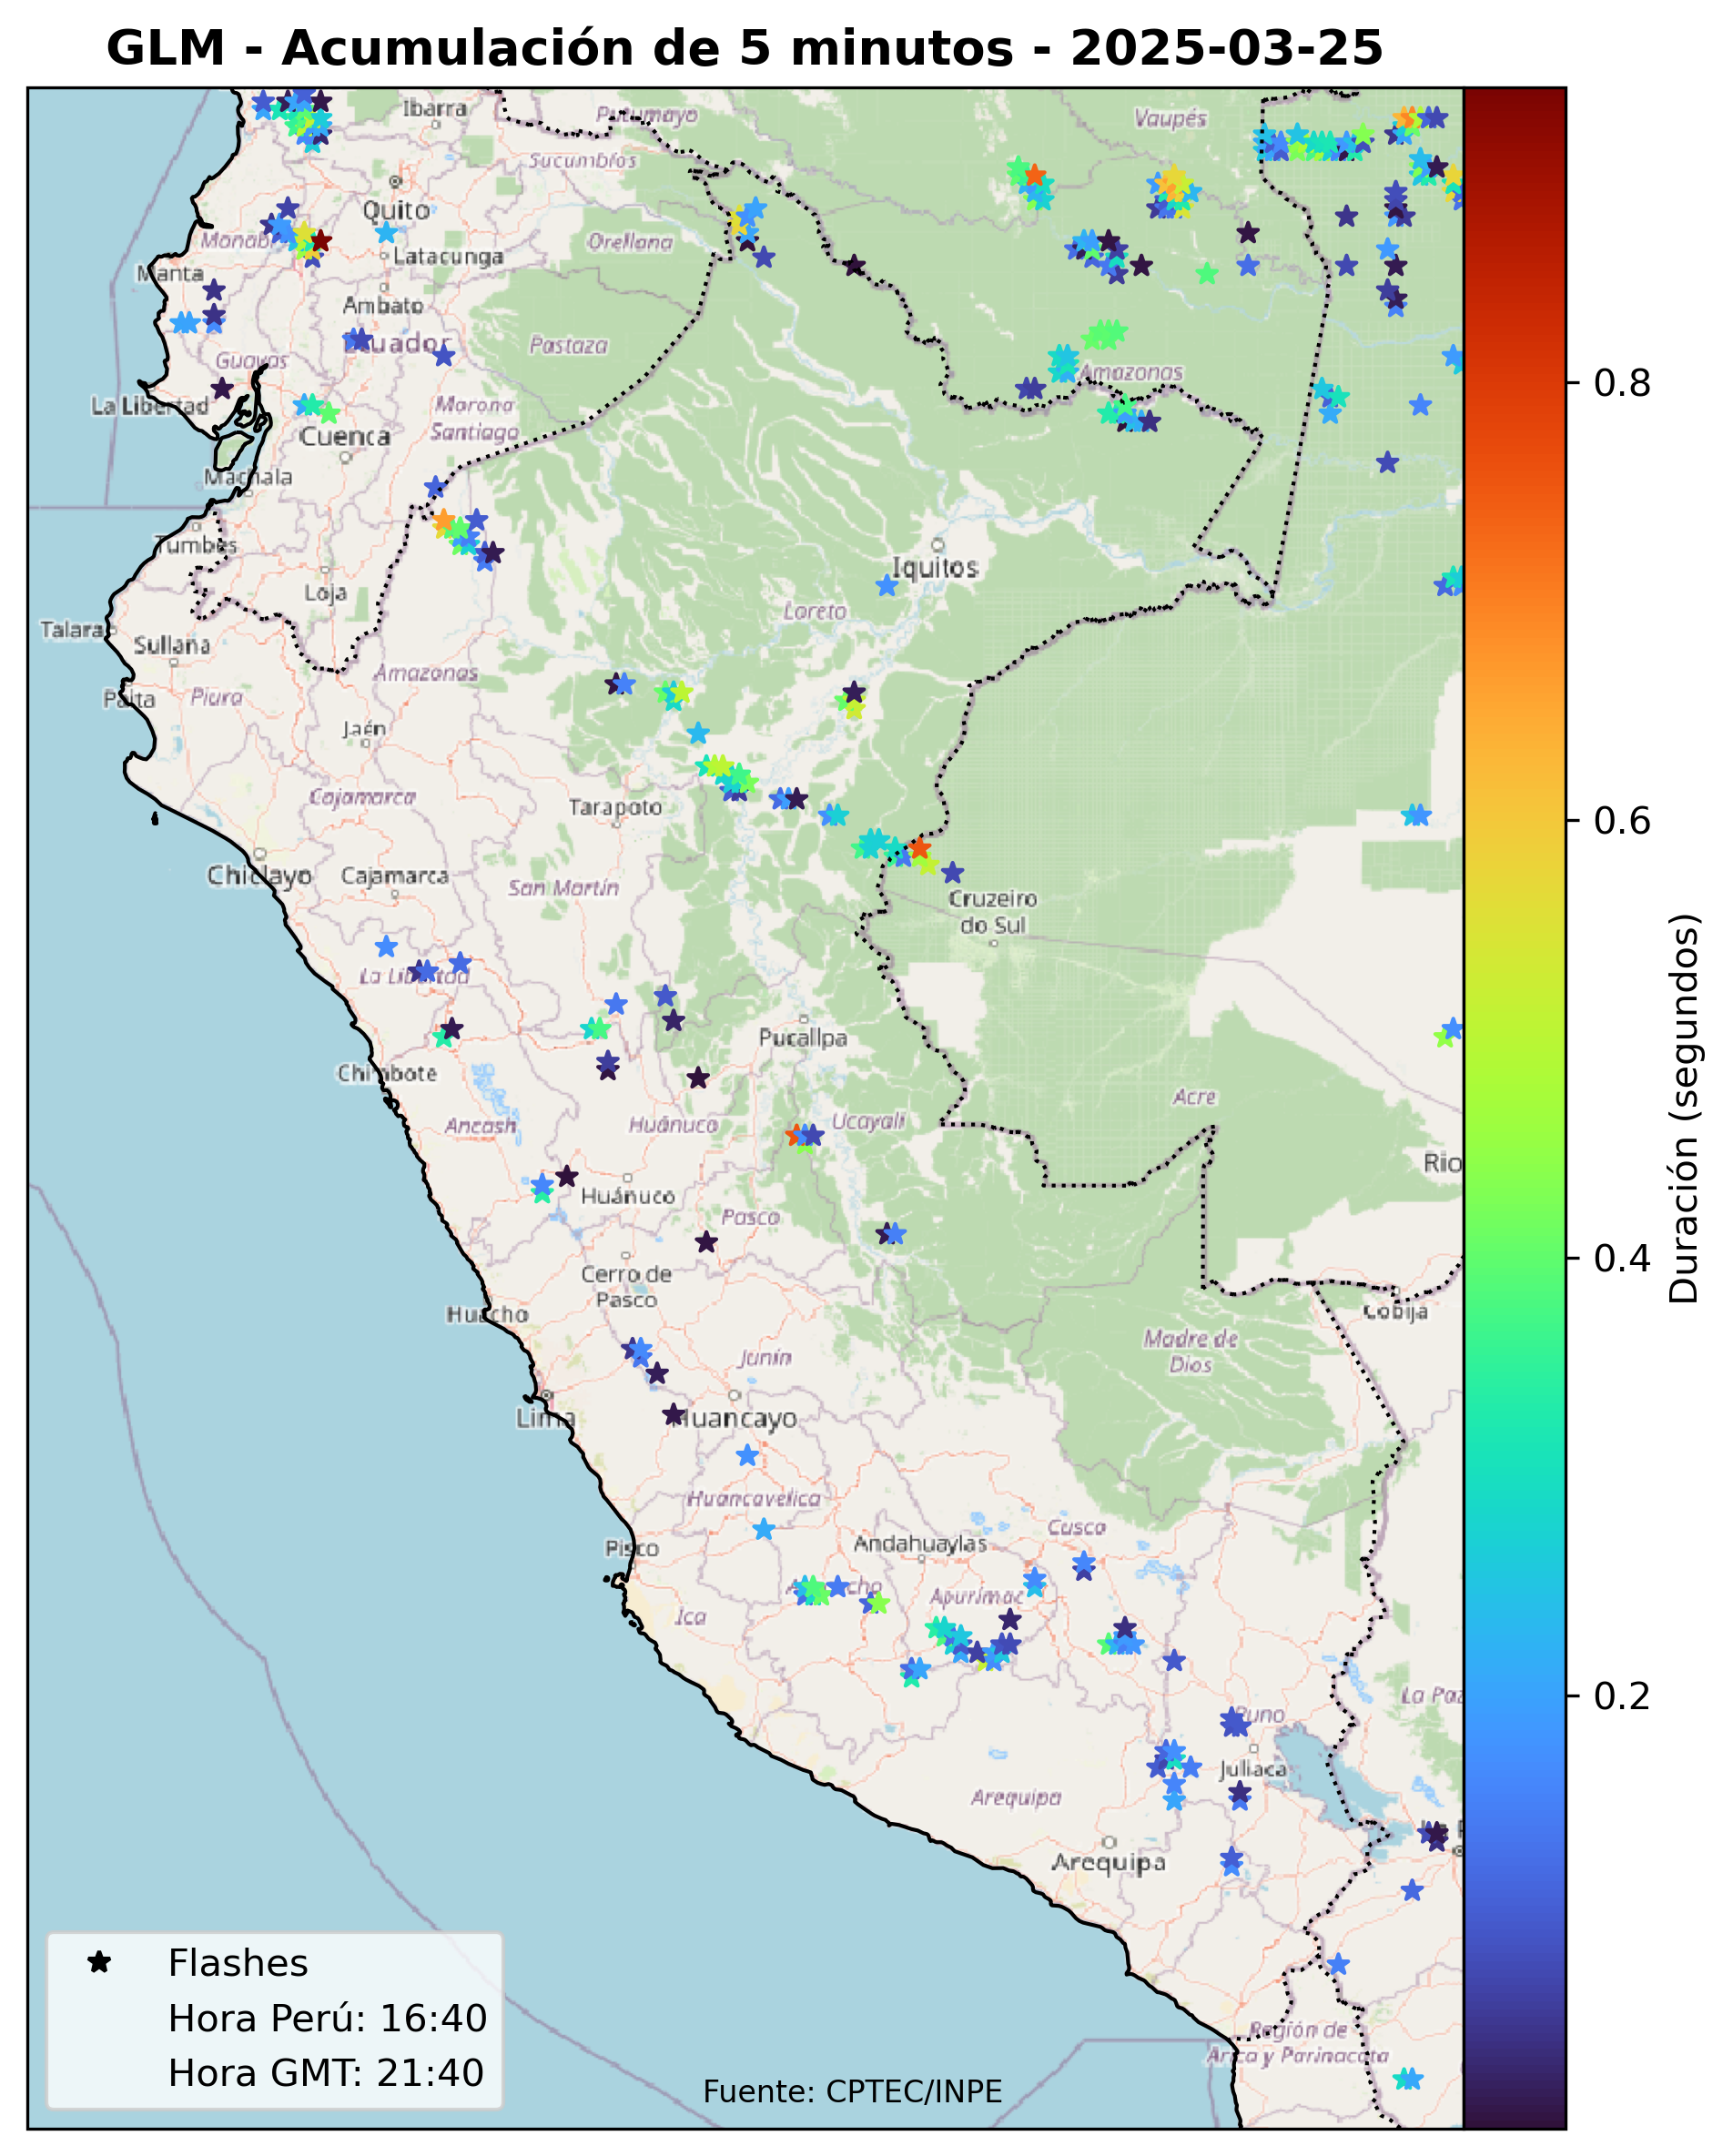 GLM - Acumulación de 5 minutos - 2025-03-25
Ibarra
Putumayo
Vaupés
Sucumbíos
Quito
Manabí
Orellana
Latacunga
Manta
Ambato
Ecuador
Pastaza
Guayas
Amazonas
La Libertad
Morona
Santiago
Cuenca
Machala
Tumbes
Iquitos
Loja
Loreto
Talara
Sullana
Amazonas
Paita
Piura
Jaén
Cajamarca
Tarapoto
Chiclayo
Cajamarca
San Martín
Cruzeiro
do Sul
La Libertad
Pucallpa
Chimbote
Acre
Ancash
Huánuco
Ucayali
Rio
Huánuco
Pasco
Cerro de
Pasco
Huacho
Cobija
Madre de
Dios
Junín
Lima
Huancayo
Huancavelica
Pisco
Andahuaylas
Cusco
Ayacucho
Apurímac
Ica
La Paz
Puno
Juliaca
Arequipa
Arequipa
Región de
Arica y Parinacota
Flashes
Hora Perú: 16:40
Hora GMT: 21:40
Fuente: CPTEC/INPE
0.8
0.6
0.4
0.2
Duración (segundos)